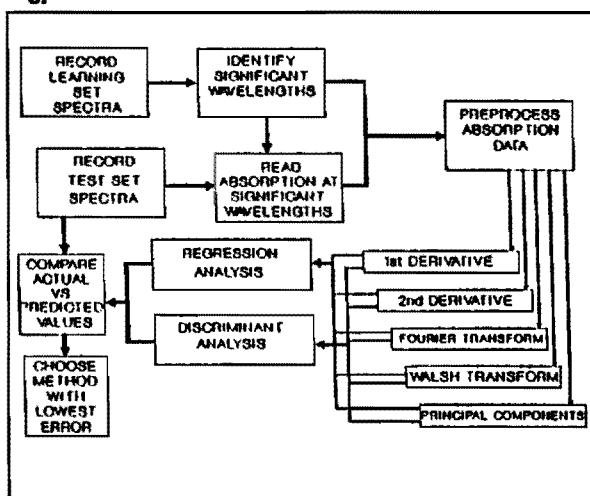 RECORD
LEARNING
SET
SPECTRA
IDENTIFY
SIGNIFICANT
WAVELENGTHS
PREPROCESS
ABSORPTION
DATA
RECORD
TEST SET
SPECTRA
READ
ABSORPTION AT
SIGNIFICANT
WAVELENGTHS
COMPARE
ACTUAL
VS
PREDICTED
VALUES
REGRESSION
ANALYSIS
DISCRIMINANT
ANALYSIS
1st DERIVATIVE
2nd DERIVATIVE
FOURIER TRANSFORM
WALSH TRANSFORM
PRINCIPAL COMPONENTS
CHOOSE
METHOD
WITH
LOWEST
ERROR